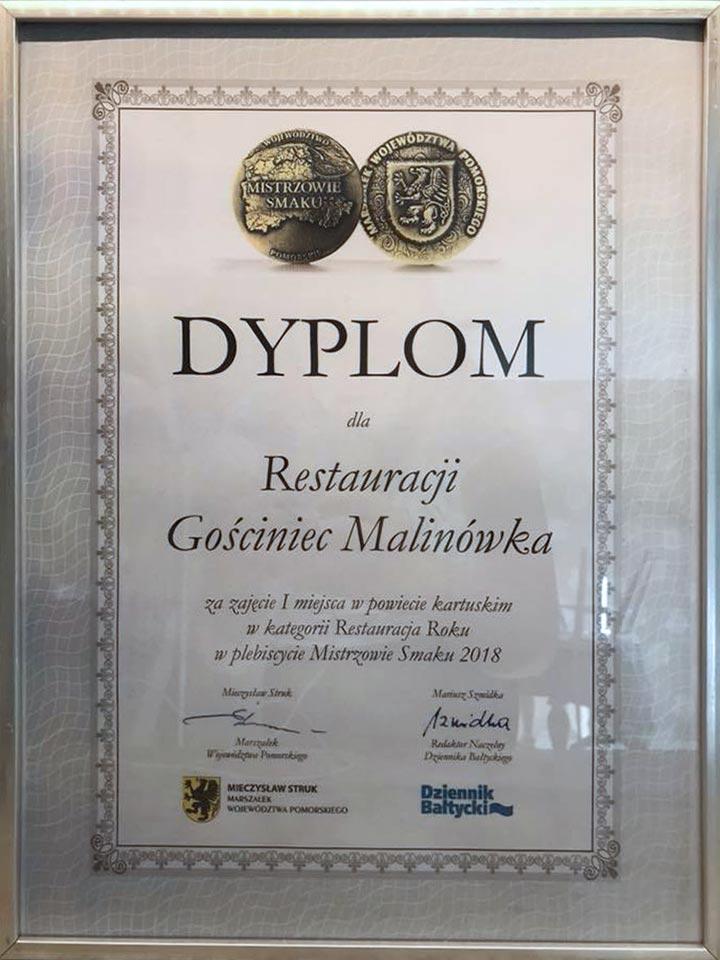 WOJEWÓDZTWO
MISTRZOWIE
SMAKU
POMORSKIE
MARSZAŁEK WOJEWÓDZTWA POMORSKIEGO
DYPLOM
dla
Restauracji
Gościniec Malinówka
za zajęcie I miejsca w powiecie kartuskim
w kategorii Restauracja Roku
w plebiscycie Mistrzowie Smaku 2018
Mieczysław Struk
Mariusz Szmidka
Szmidka
Marszałek
Województwa Pomorskiego
Redaktor Naczelny
Dziennika Bałtyckiego
MIECZYSŁAW STRUK
MARSZAŁEK
WOJEWÓDZTWA POMORSKIEGO
Dziennik
Bałtycki